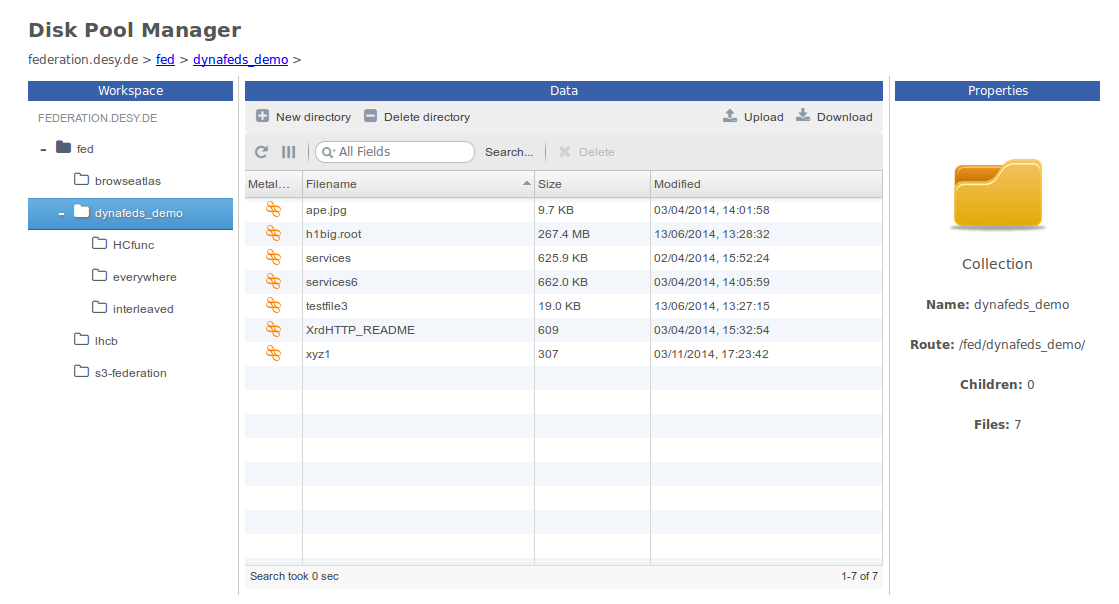 Disk Pool Manager
federation.desy.de > fed > dynafeds_demo >
Workspace
FEDERATION.DESY.DE
fed
browseatlas
dynafeds_demo
HCfunc
everywhere
interleaved
lhcb
s3-federation
Data
New directory Delete directory Upload Download
All Fields Search... Delete
Metal... Filename Size Modified
ape.jpg 9.7 KB 03/04/2014, 14:01:58
h1big.root 267.4 MB 13/06/2014, 13:28:32
services 625.9 KB 02/04/2014, 15:52:24
services6 662.0 KB 03/04/2014, 14:05:59
testfile3 19.0 KB 13/06/2014, 13:27:15
XrdHTTP_README 609 03/04/2014, 15:32:54
xyz1 307 03/11/2014, 17:23:42
Search took 0 sec 1-7 of 7
Properties
Collection
Name: dynafeds_demo
Route: /fed/dynafeds_demo/
Children: 0
Files: 7